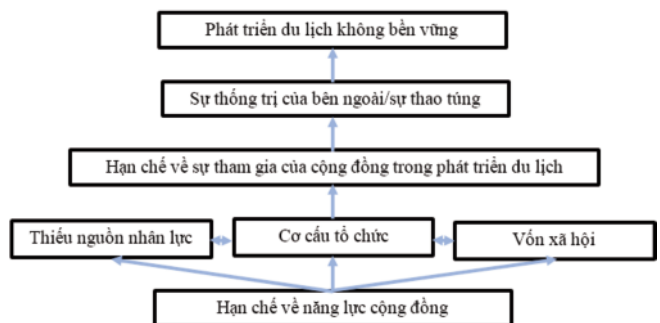 Phát triển du lịch không bền vững
Sự thống trị của bên ngoài/sự thao túng
Hạn chế về sự tham gia của cộng đồng trong phát triển du lịch
Thiếu nguồn nhân lực
Cơ cấu tổ chức
Vốn xã hội
Hạn chế về năng lực cộng đồng